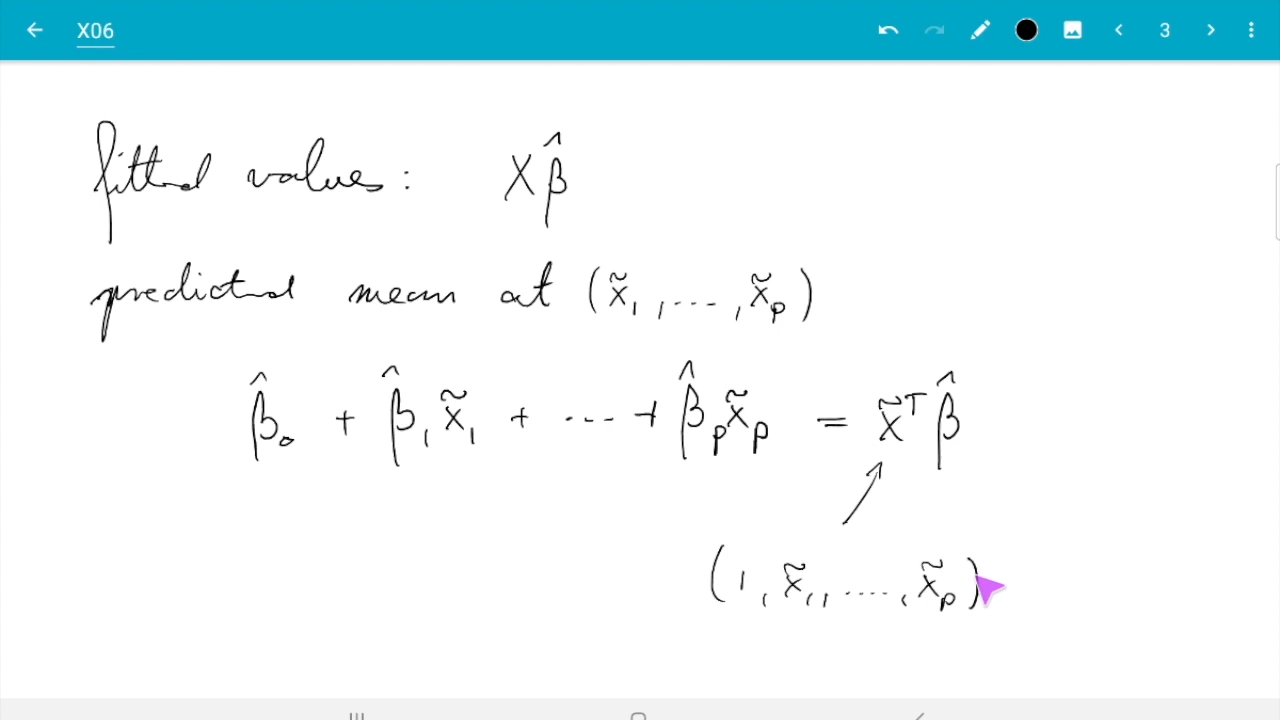 X06
3
fitted values: Xβ̂
predicted mean at (x̃₁, ..., x̃ₚ)
β̂₀ + β̂₁x̃₁ + ... + β̂ₚx̃ₚ = x̃ᵀβ̂
(1, x̃₁, ...., x̃ₚ)